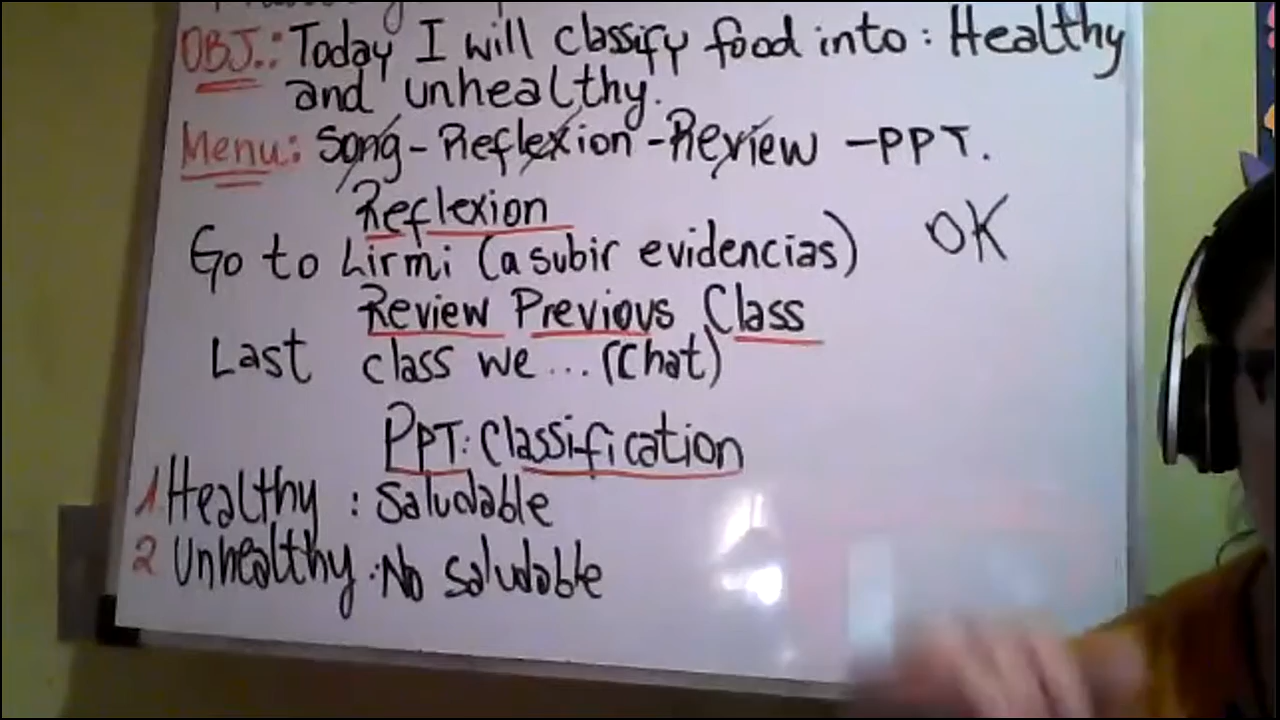 OBJ.: Today I will classify food into: Healthy
and unhealthy.
Menu: Song - Reflexion - Review - PPT.
Reflexion
Go to Lirmi (a subir evidencias) OK
Review Previous Class
Last class we... (Chat)
PPT: Classification
1. Healthy : Saludable
2 Unhealthy : No saludable